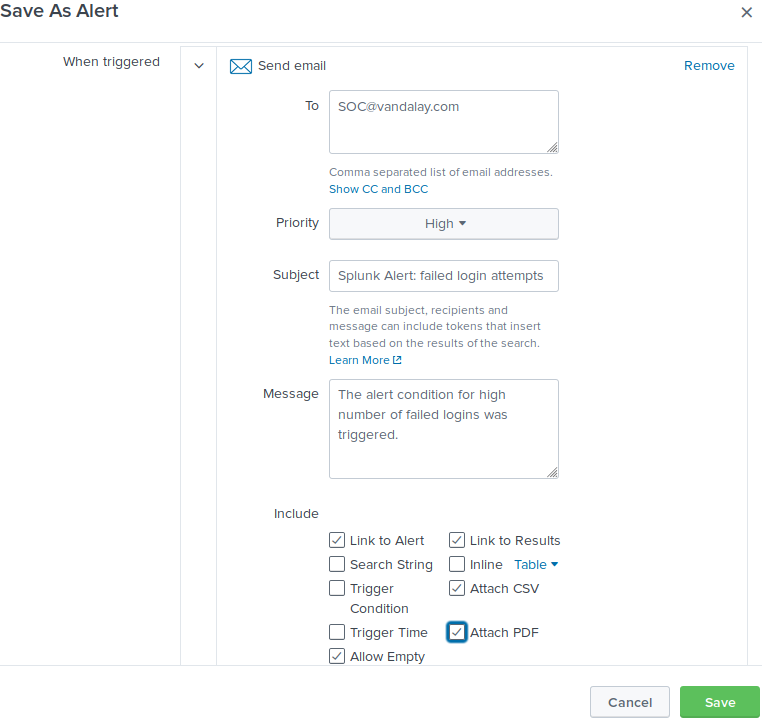 Save As Alert
When triggered
Send email
Remove
To
SOC@vandalay.com
Comma separated list of email addresses.
Show CC and BCC
Priority
High
Subject
Splunk Alert: failed login attempts
The email subject, recipients and
message can include tokens that insert
text based on the results of the search.
Learn More
Message
The alert condition for high
number of failed logins was
triggered.
Include
Link to Alert
Link to Results
Search String
Inline Table
Trigger
Condition
Attach CSV
Trigger Time
Attach PDF
Allow Empty
Cancel
Save